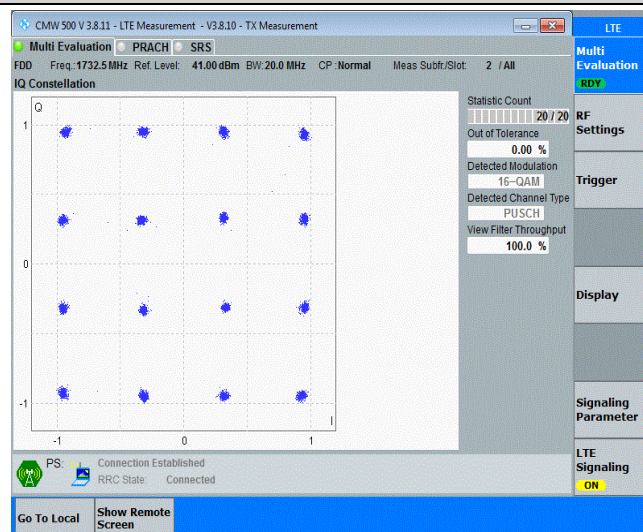 CMW 500 V 3.8.11 - LTE Measurement - V3.8.10 - TX Measurement
LTE
Multi Evaluation PRACH SRS
Multi
Evaluation
RDY
FDD Freq.:1732.5 MHz Ref. Level: 41.00 dBm BW:20.0 MHz CP :Normal Meas Subfr./Slot: 2 / All
IQ Constellation
Q
1
0
-1
-1 0 1
I
Statistic Count
20 / 20
Out of Tolerance
0.00 %
Detected Modulation
16-QAM
Detected Channel Type
PUSCH
View Filter Throughput
100.0 %
RF
Settings
Trigger
Display
Signaling
Parameter
LTE
Signaling
ON
PS: Connection Established
RRC State: Connected
Go To Local
Show Remote
Screen